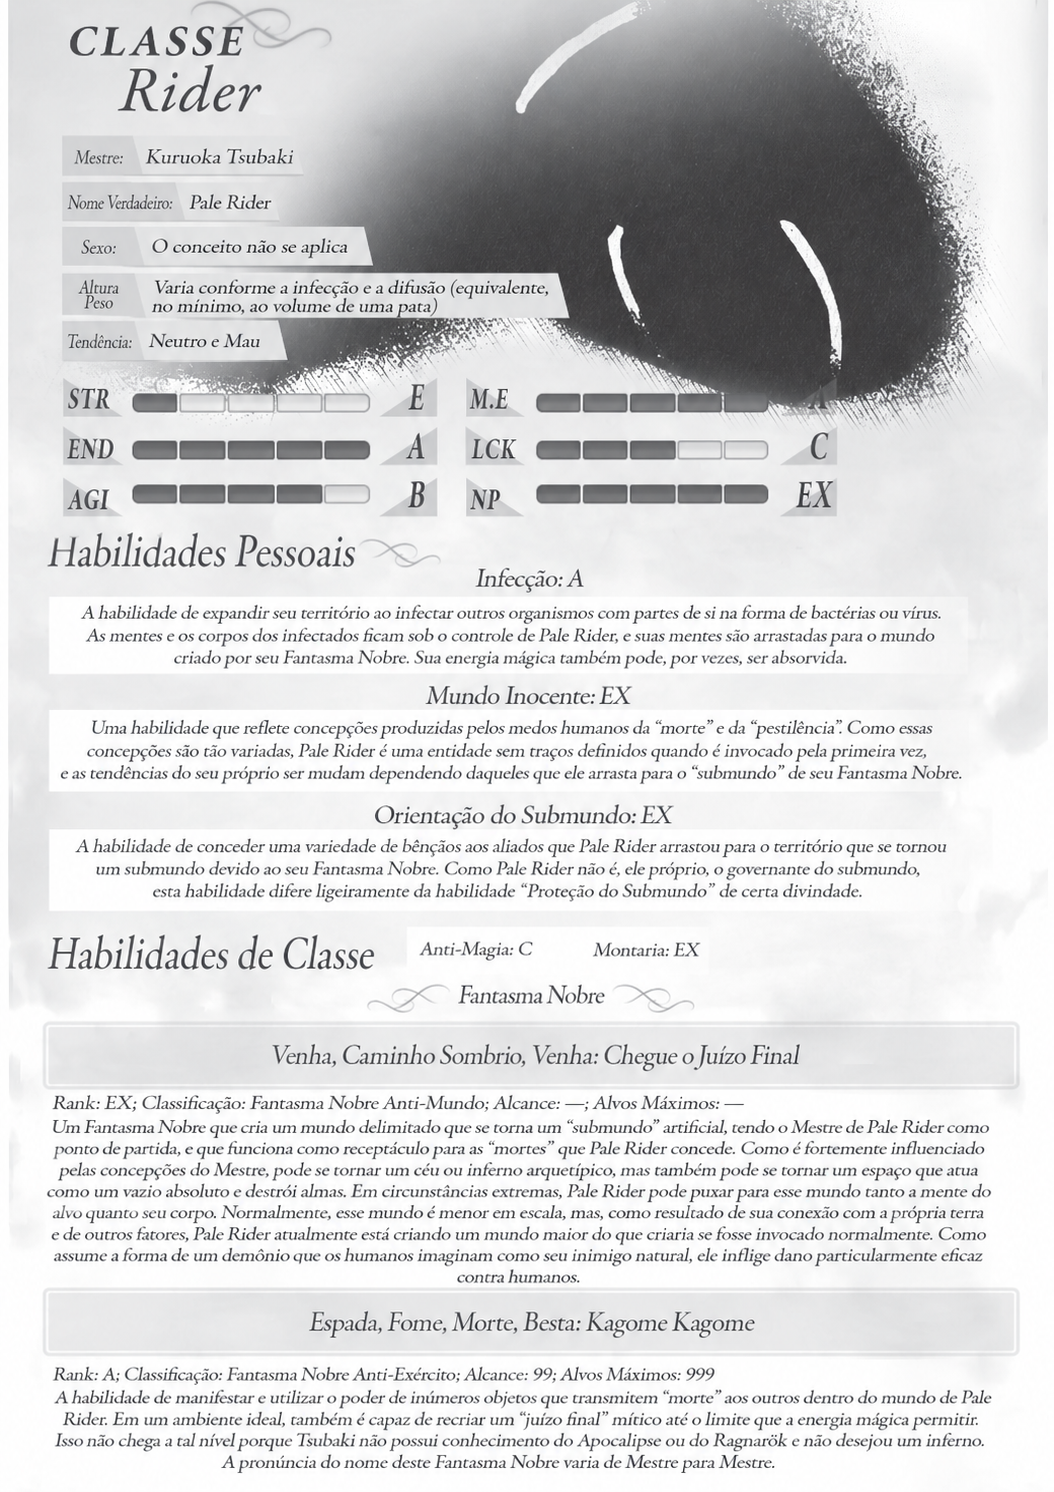 CLASSE
Rider
Mestre: Kuruoka Tsubaki
Nome Verdadeiro: Pale Rider
Sexo: O conceito não se aplica
Altura Peso Varia conforme a infecção e a difusão (equivalente,
no mínimo, ao volume de uma pata)
Tendência: Neutro e Mau
STR E M.E A
END A LCK C
AGI B NP EX
Habilidades Pessoais
Infecção: A
A habilidade de expandir seu território ao infectar outros organismos com partes de si na forma de bactérias ou vírus.
As mentes e os corpos dos infectados ficam sob o controle de Pale Rider, e suas mentes são arrastadas para o mundo
criado por seu Fantasma Nobre. Sua energia mágica também pode, por vezes, ser absorvida.
Mundo Inocente: EX
Uma habilidade que reflete concepções produzidas pelos medos humanos da “morte” e da “pestilência”. Como essas
concepções são tão variadas, Pale Rider é uma entidade sem traços definidos quando é invocado pela primeira vez,
e as tendências do seu próprio ser mudam dependendo daqueles que ele arrasta para o “submundo” de seu Fantasma Nobre.
Orientação do Submundo: EX
A habilidade de conceder uma variedade de bênçãos aos aliados que Pale Rider arrastou para o território que se tornou
um submundo devido ao seu Fantasma Nobre. Como Pale Rider não é, ele próprio, o governante do submundo,
esta habilidade difere ligeiramente da habilidade “Proteção do Submundo” de certa divindade.
Habilidades de Classe Anti-Magia: C Montaria: EX
Fantasma Nobre
Venha, Caminho Sombrio, Venha: Chegue o Juízo Final
Rank: EX; Classificação: Fantasma Nobre Anti-Mundo; Alcance: —; Alvos Máximos: —
Um Fantasma Nobre que cria um mundo delimitado que se torna um “submundo” artificial, tendo o Mestre de Pale Rider como
ponto de partida, e que funciona como receptáculo para as “mortes” que Pale Rider concede. Como é fortemente influenciado
pelas concepções do Mestre, pode se tornar um céu ou inferno arquetípico, mas também pode se tornar um espaço que atua
como um vazio absoluto e destrói almas. Em circunstâncias extremas, Pale Rider pode puxar para esse mundo tanto a mente do
alvo quanto seu corpo. Normalmente, esse mundo é menor em escala, mas, como resultado de sua conexão com a própria terra
e de outros fatores, Pale Rider atualmente está criando um mundo maior do que criaria se fosse invocado normalmente. Como
assume a forma de um demônio que os humanos imaginam como seu inimigo natural, ele inflige dano particularmente eficaz
contra humanos.
Espada, Fome, Morte, Besta: Kagome Kagome
Rank: A; Classificação: Fantasma Nobre Anti-Exército; Alcance: 99; Alvos Máximos: 999
A habilidade de manifestar e utilizar o poder de inúmeros objetos que transmitem “morte” aos outros dentro do mundo de Pale
Rider. Em um ambiente ideal, também é capaz de recriar um “juízo final” mítico até o limite que a energia mágica permitir.
Isso não chega a tal nível porque Tsubaki não possui conhecimento do Apocalipse ou do Ragnarök e não desejou um inferno.
A pronúncia do nome deste Fantasma Nobre varia de Mestre para Mestre.